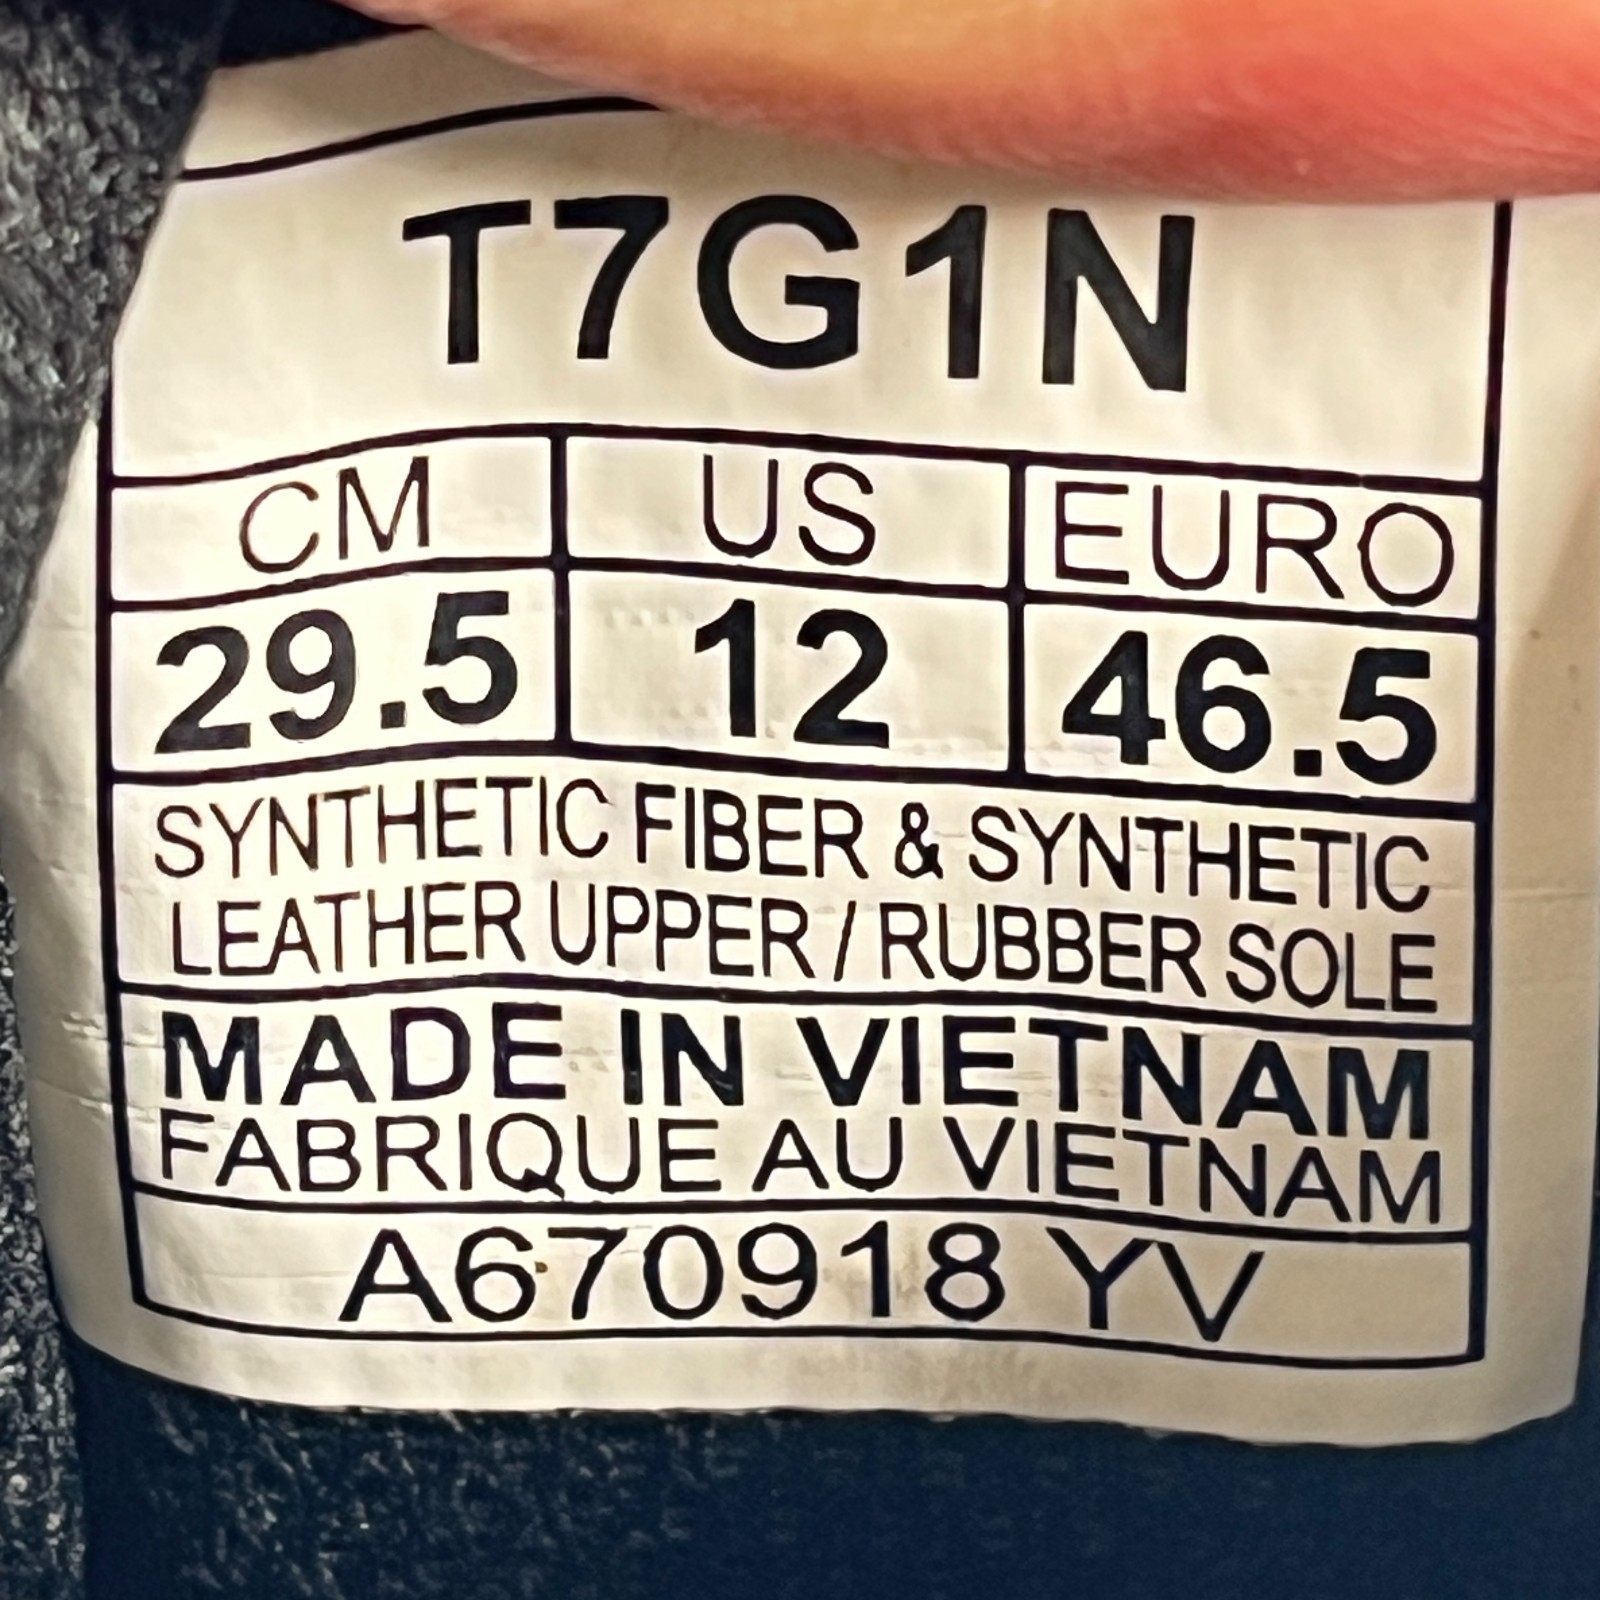 T7G1N
CM US EURO
29.5 12 46.5
SYNTHETIC FIBER & SYNTHETIC
LEATHER UPPER / RUBBER SOLE
MADE IN VIETNAM
FABRIQUE AU VIETNAM
A670918 YV